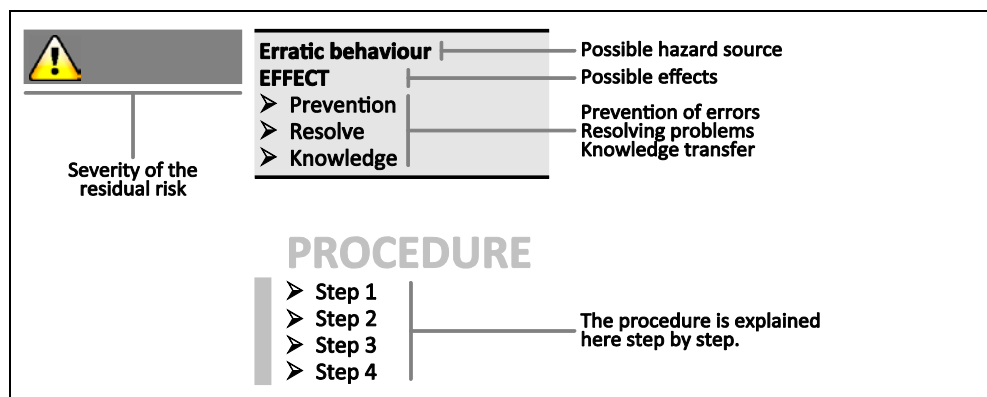 Erratic behaviour
Possible hazard source
EFFECT
Possible effects
➢ Prevention
➢ Resolve
➢ Knowledge
Prevention of errors
Resolving problems
Knowledge transfer
Severity of the
residual risk
PROCEDURE
➢ Step 1
➢ Step 2
➢ Step 3
➢ Step 4
The procedure is explained
here step by step.